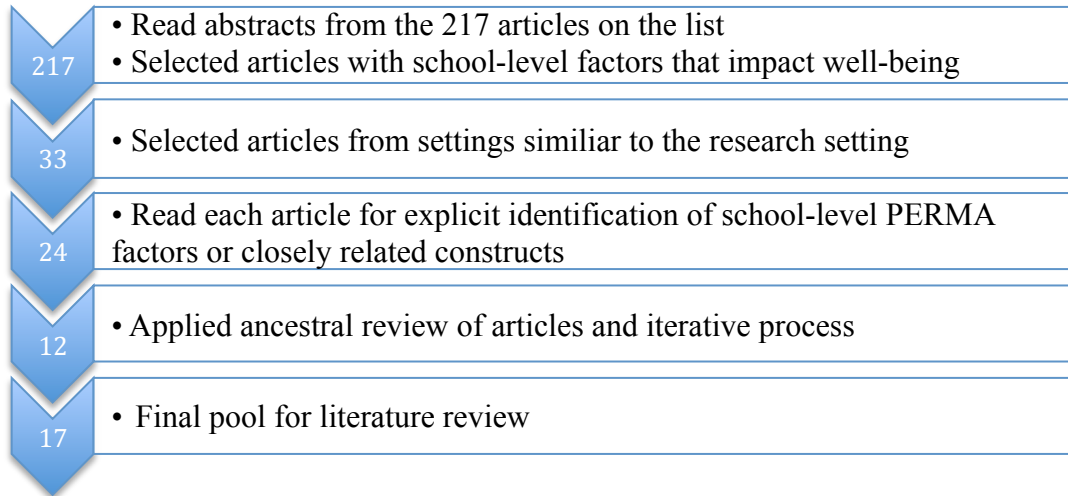 • Read abstracts from the 217 articles on the list
217
• Selected articles with school-level factors that impact well-being
33
• Selected articles from settings similiar to the research setting
24
• Read each article for explicit identification of school-level PERMA
factors or closely related constructs
12
• Applied ancestral review of articles and iterative process
17
• Final pool for literature review